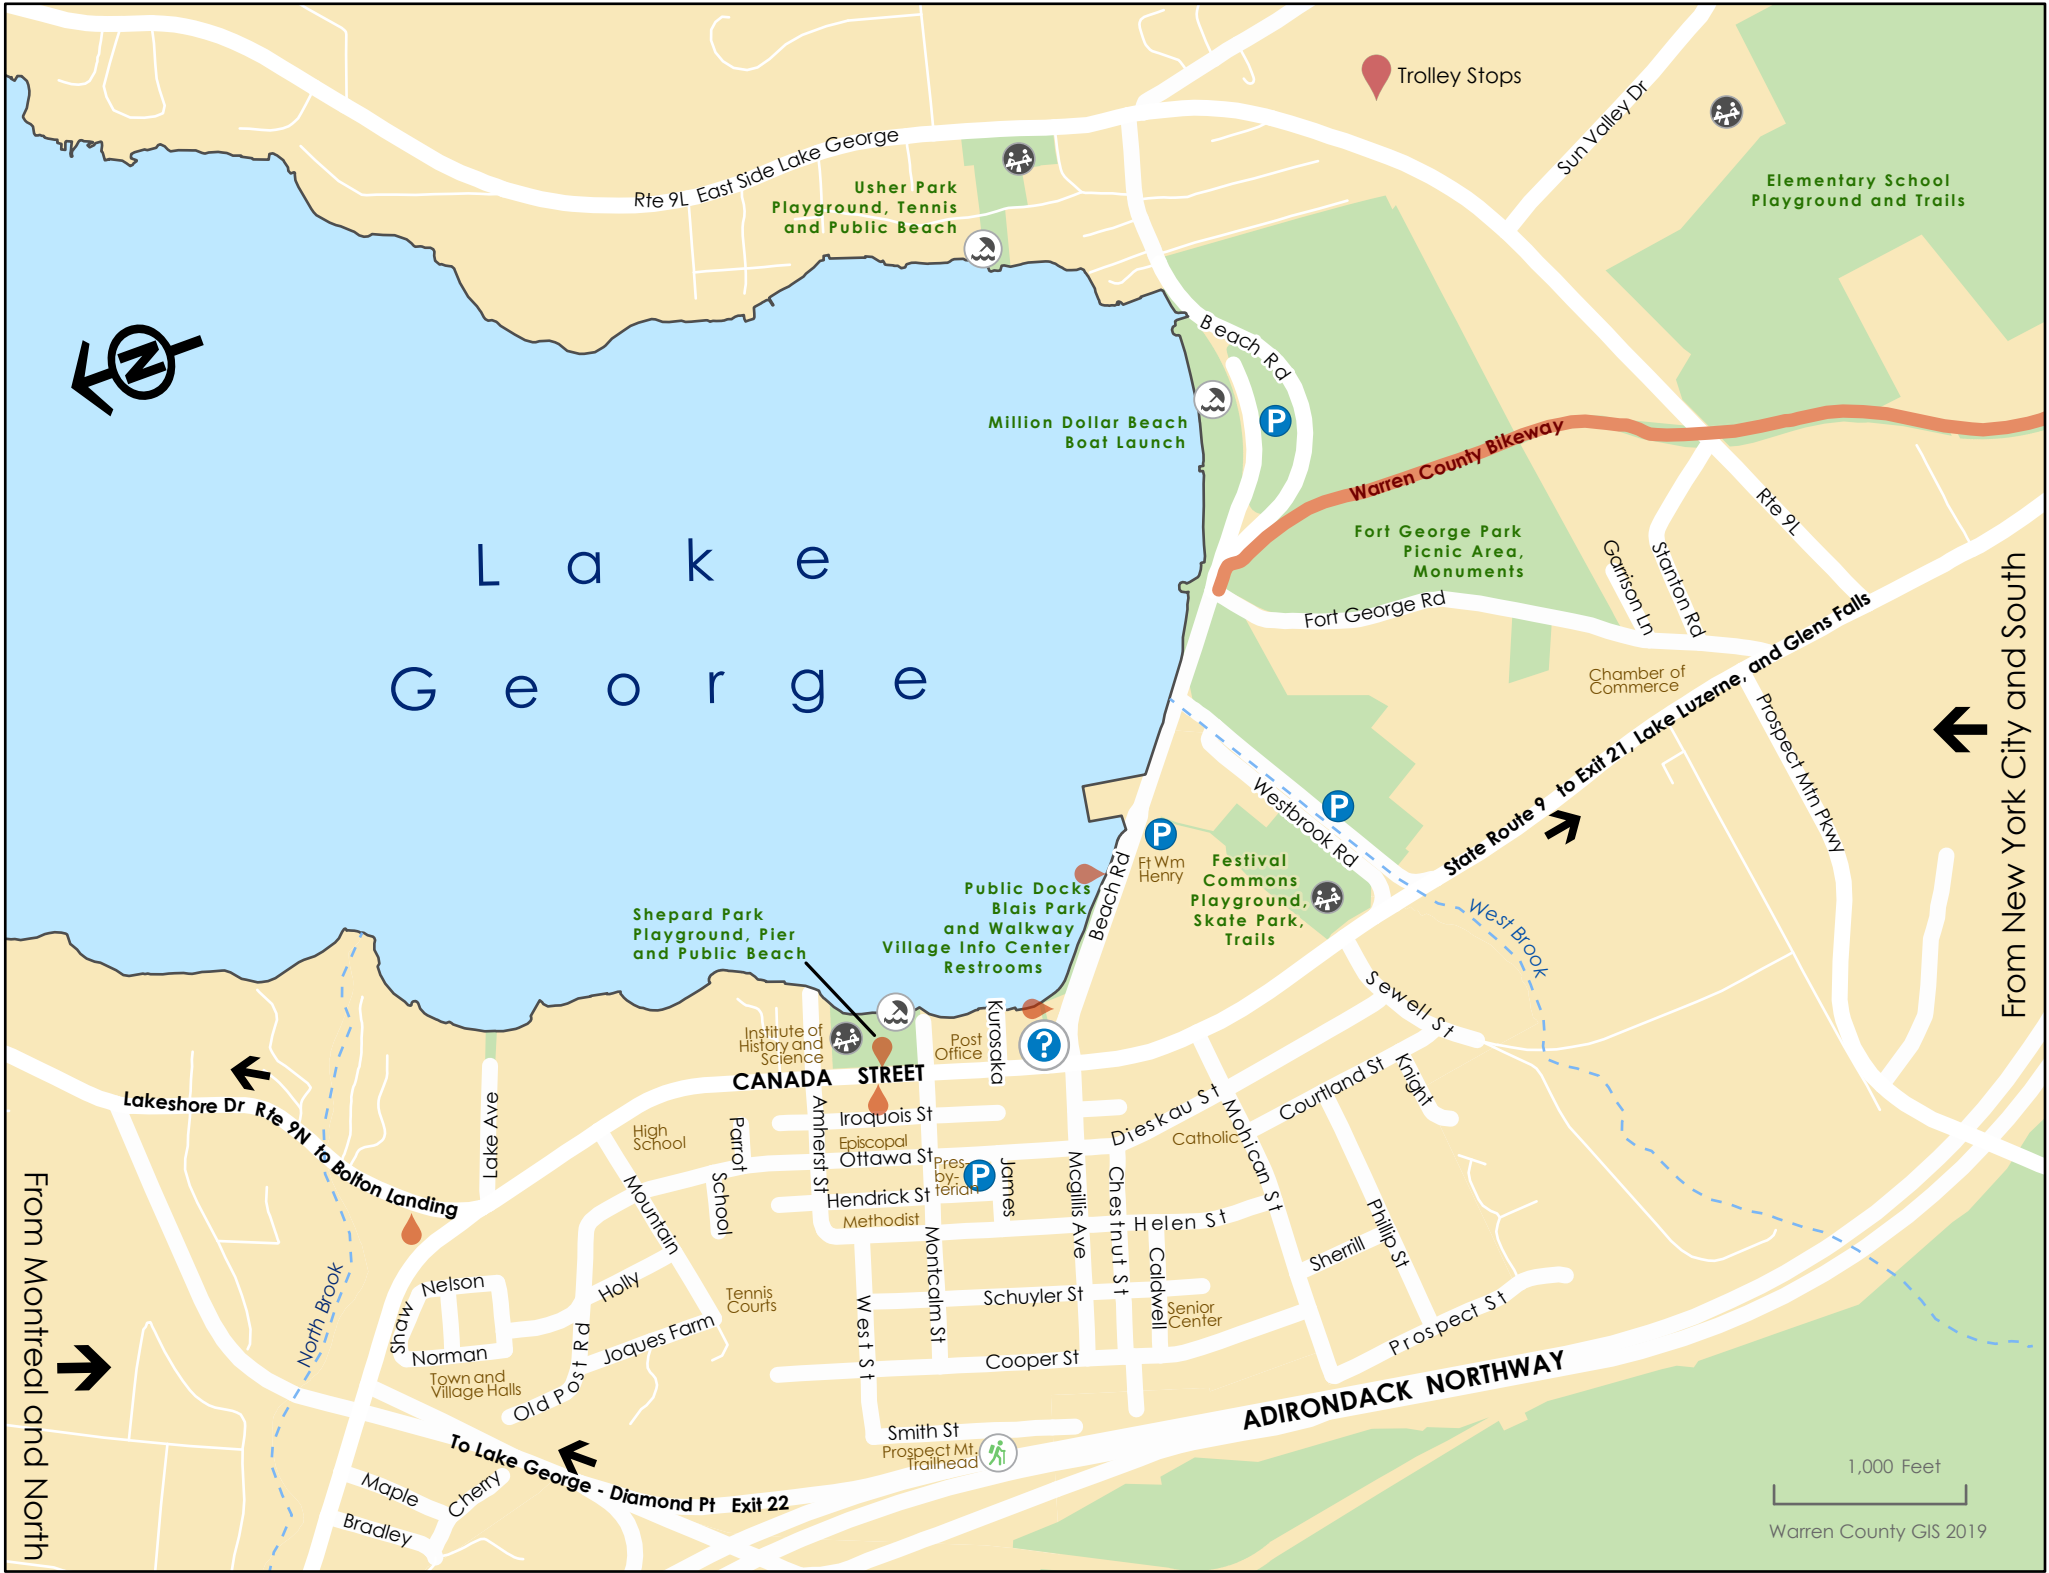 Trolley Stops
Sun Valley Dr
Elementary School
Playground and Trails
Rte 9L East Side Lake George
Usher Park
Playground, Tennis
and Public Beach
N
Beach Rd
Million Dollar Beach
Boat Launch
P
Warren County Bikeway
Rte 9L
Fort George Park
Picnic Area,
Monuments
Garrison Ln
Stanton Rd
Fort George Rd
Lake
George
Chamber of
Commerce
From New York City and South
State Route 9 to Exit 21, Lake Luzerne, and Glens Falls
Prospect Mtn Pkwy
Westbrook Rd
P
P
Ft Wm
Henry
Beach Rd
Festival
Commons
Playground,
Skate Park,
Trails
West Brook
Public Docks
Blais Park
and Walkway
Village Info Center
Restrooms
Shepard Park
Playground, Pier
and Public Beach
Sewell St
Institute of
History and
Science
Post
Office
Kurosaka
?
CANADA STREET
Lakeshore Dr Rte 9N to Bolton Landing
Lake Ave
High
School
Parrot
School
Amherst St
Iroquois St
Episcopal
Ottawa St
Pres-
by-
terian
P
James
Hendrick St
Methodist
Mcgillis Ave
Chestnut St
Dieskau St
Catholic
Mohican St
Courtland St
Knight
Phillip St
Sherrill
Helen St
Caldwell
Montcalm St
Mountain
Holly
Tennis
Courts
Joques Farm
Nelson
Shaw
Norman
Town and
Village Halls
Old Post Rd
North Brook
From Montreal and North
West St
Schuyler St
Senior
Center
Cooper St
Prospect St
ADIRONDACK NORTHWAY
Smith St
Prospect Mt.
Trailhead
To Lake George - Diamond Pt Exit 22
Maple
Cherry
Bradley
1,000 Feet
Warren County GIS 2019